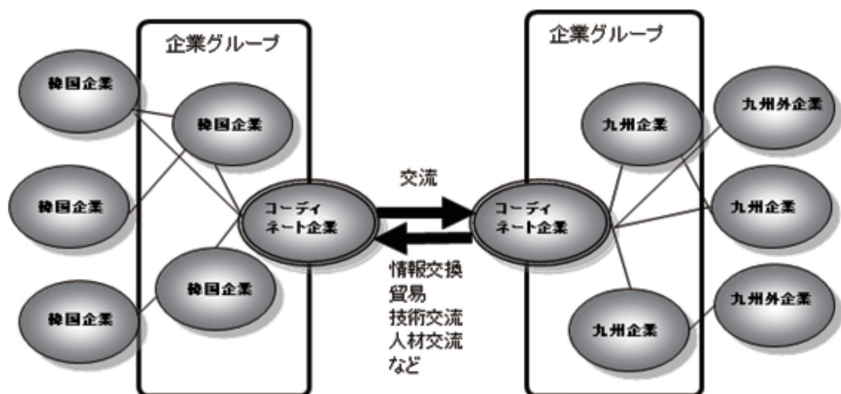 企業グループ
韓国企業
韓国企業
韓国企業
韓国企業
韓国企業
コーディ
ネート企業
交流
情報交換
貿易
技術交流
人材交流
など
企業グループ
コーディ
ネート企業
九州企業
九州企業
九州外企業
九州企業
九州外企業